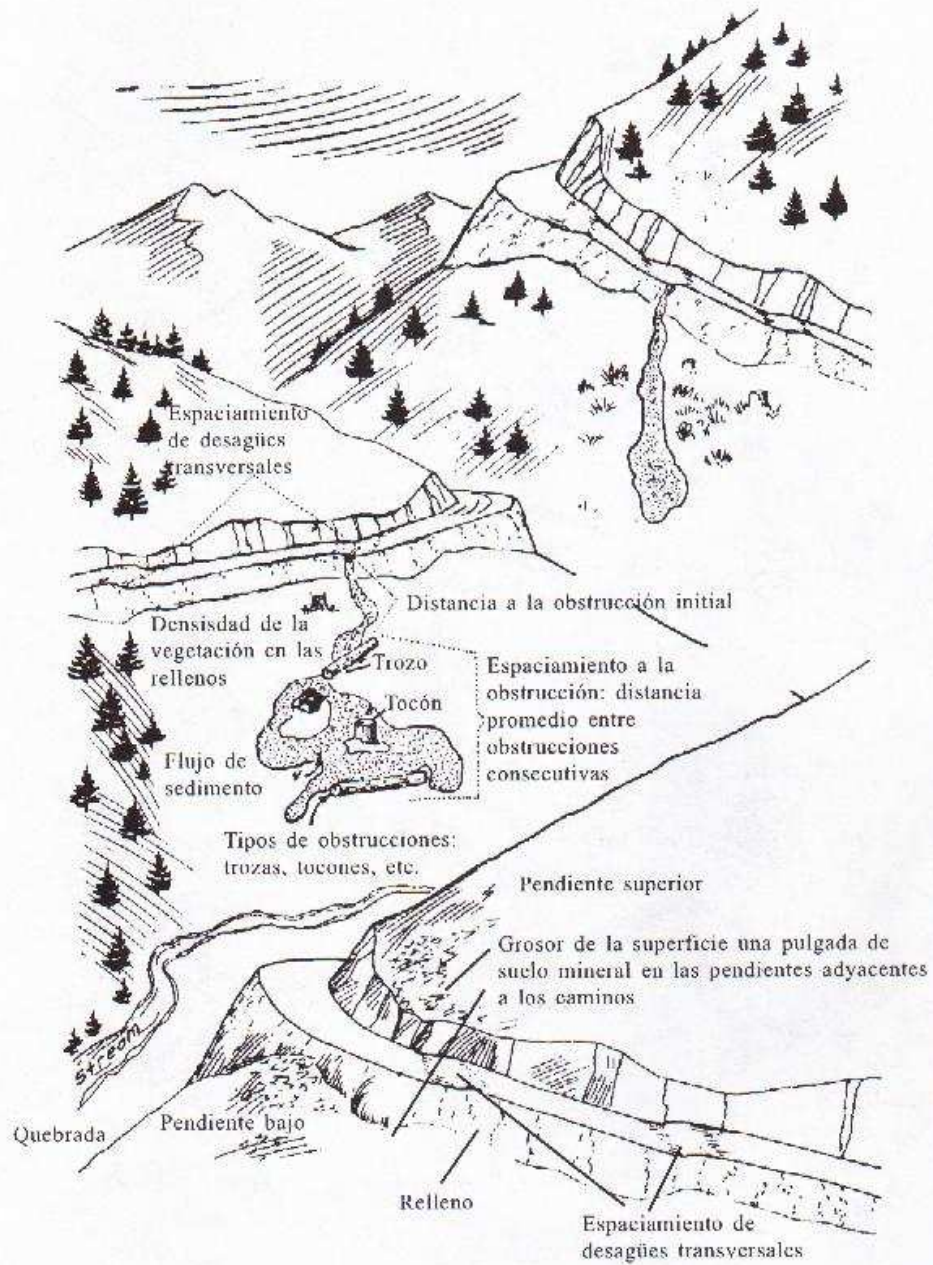 Espaciamiento
de desagües
transversales
Distancia a la obstrucción initial
Densisdad de la
vegetación en las
rellenos
Trozo
Espaciamiento a la
obstrucción: distancia
promedio entre
obstrucciones
consecutivas
Tocón
Flujo de
sedimento
Tipos de obstrucciones:
trozas, tocones, etc.
Pendiente superior
Grosor de la superficie una pulgada de
suelo mineral en las pendientes adyacentes
a los caminos
stream
Quebrada
Pendiente bajo
Relleno
Espaciamiento de
desagües transversales